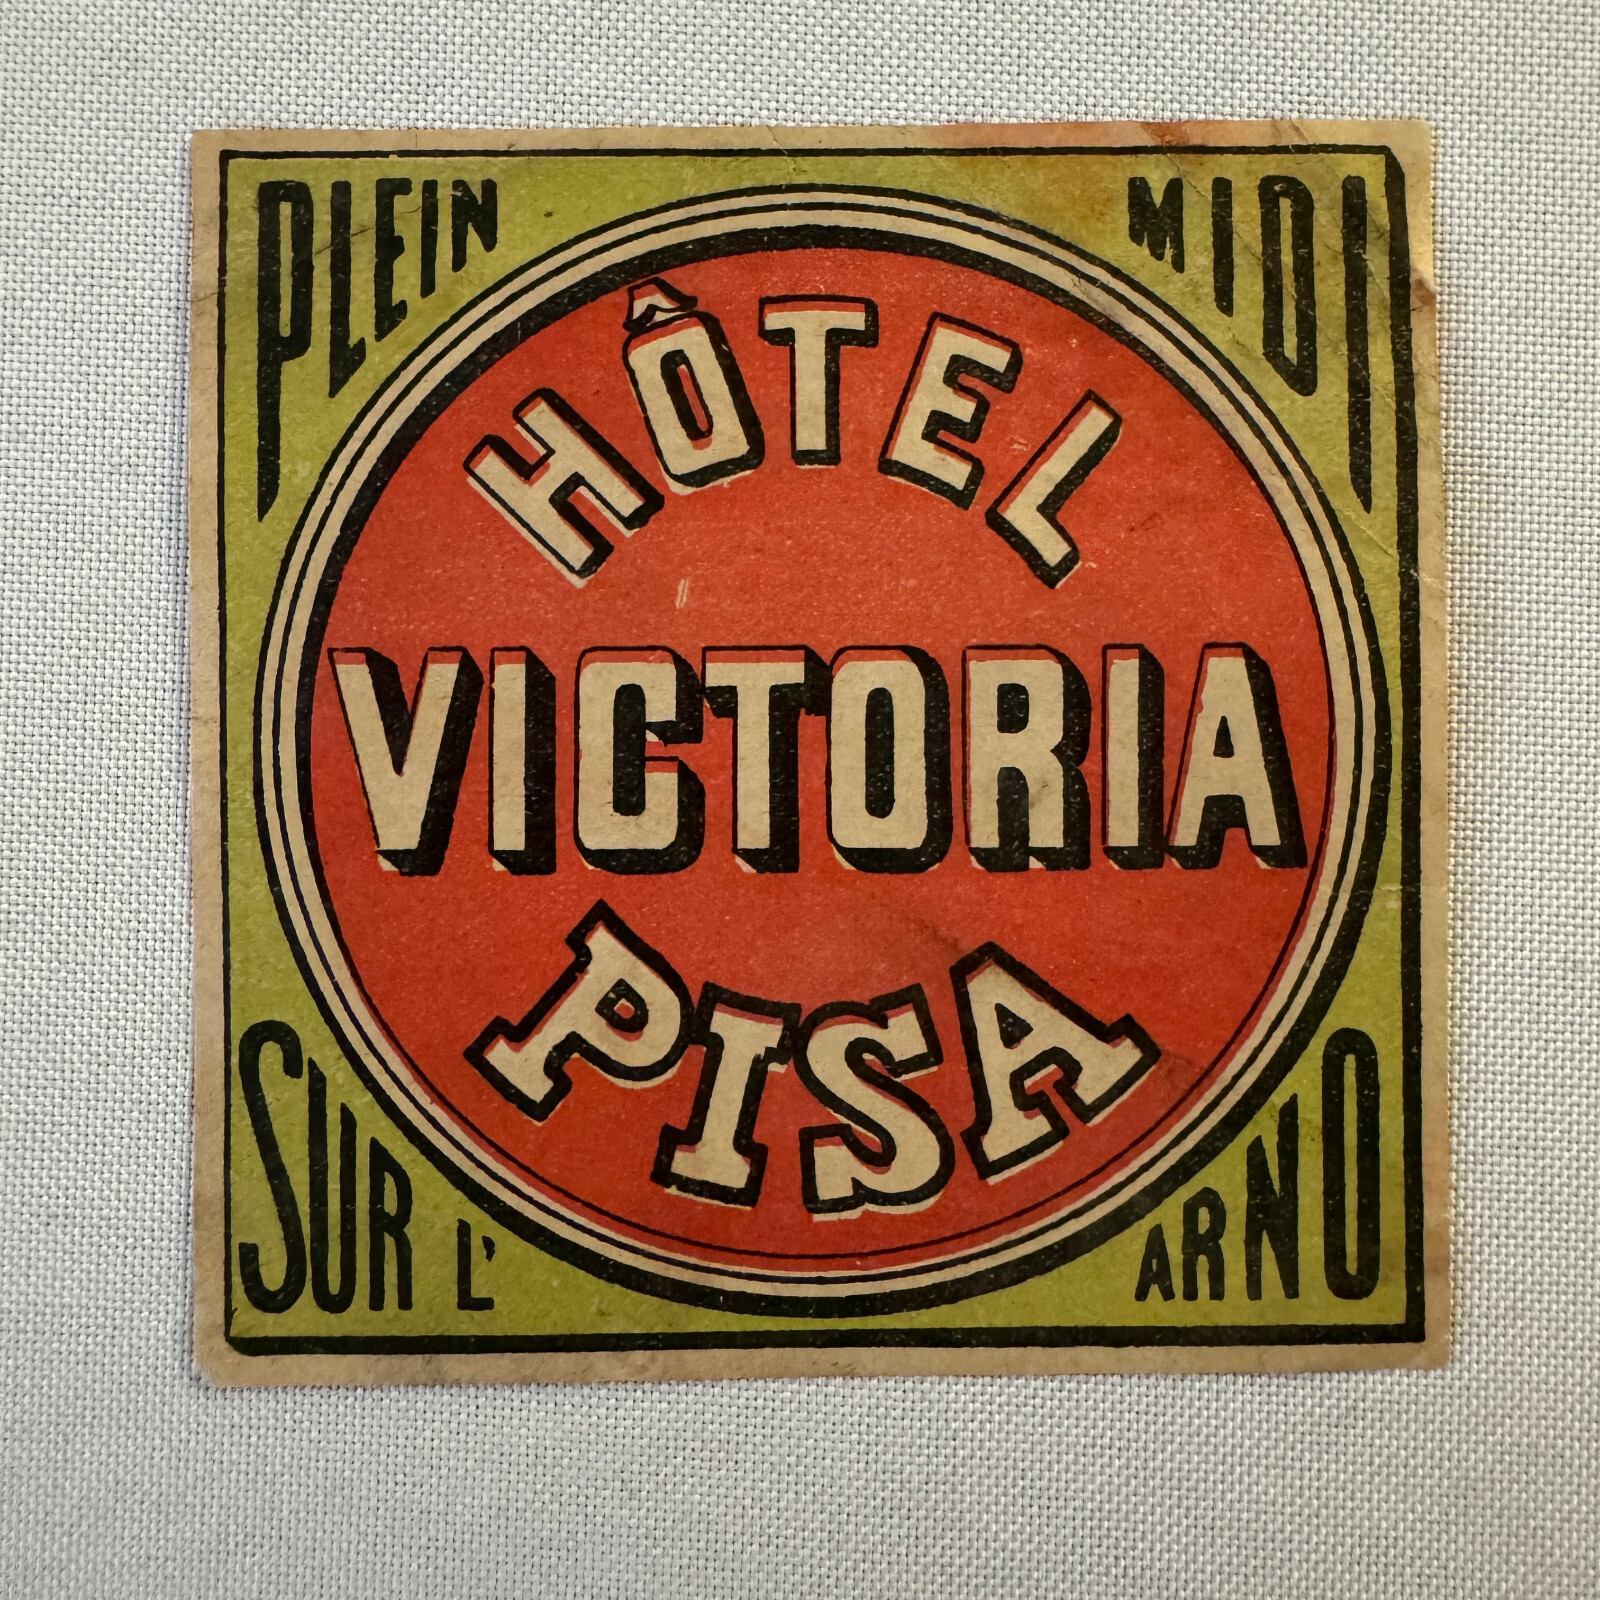 PLEIN MIDI
HÔTEL
VICTORIA
PISA
SUR L' ARNO